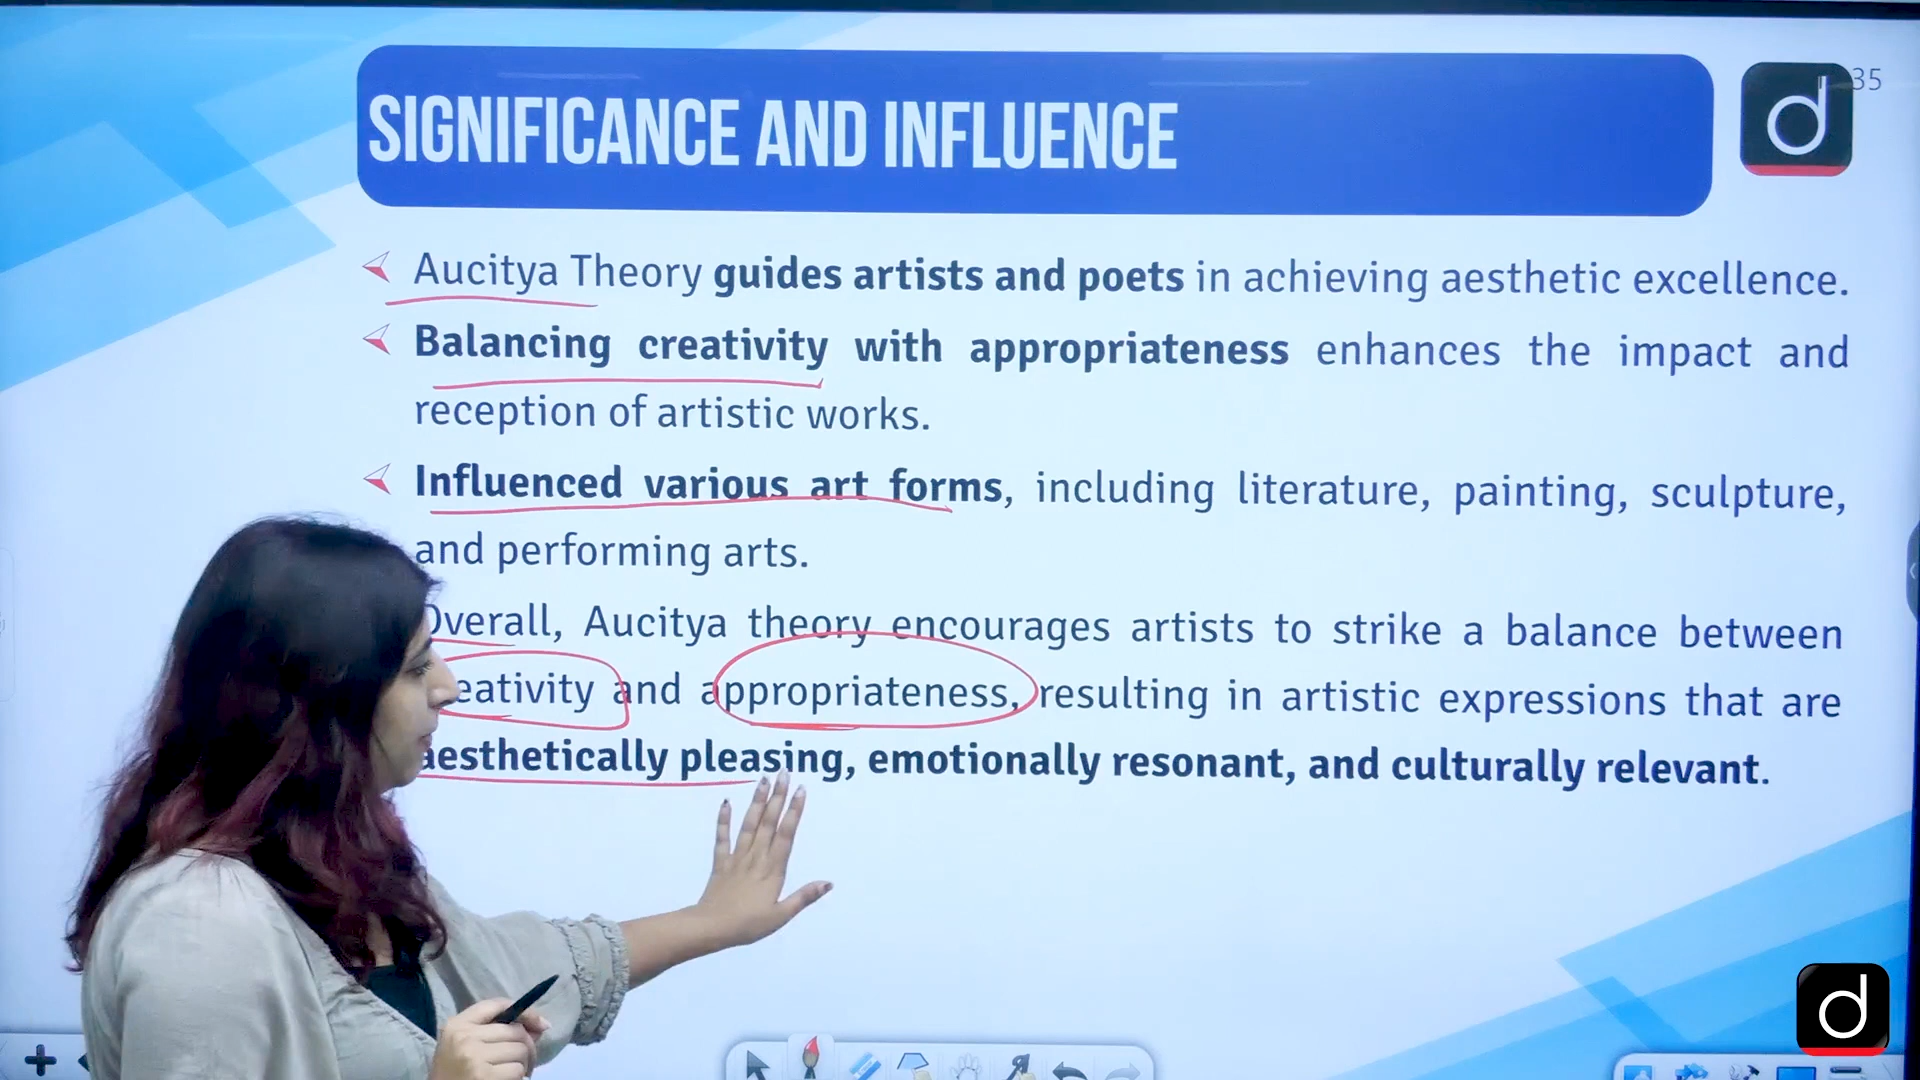 SIGNIFICANCE AND INFLUENCE
d
35
Aucitya Theory guides artists and poets in achieving aesthetic excellence.
Balancing creativity with appropriateness enhances the impact and
reception of artistic works.
Influenced various art forms, including literature, painting, sculpture,
and performing arts.
Overall, Aucitya theory encourages artists to strike a balance between
eativity and appropriateness, resulting in artistic expressions that are
aesthetically pleasing, emotionally resonant, and culturally relevant.
d